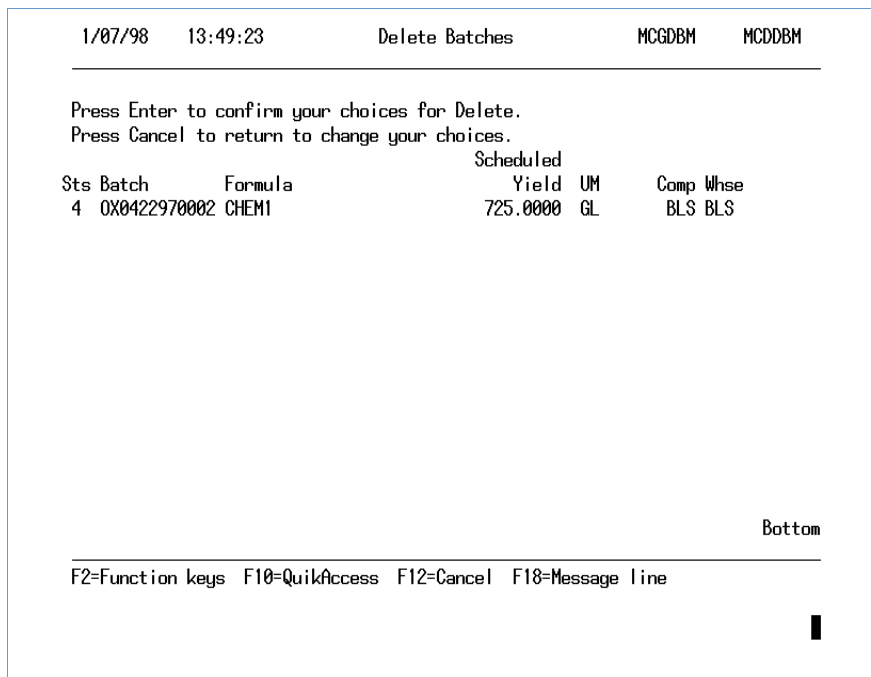 1/07/98 13:49:23 Delete Batches MCGDBM MCDDBM
Press Enter to confirm your choices for Delete.
Press Cancel to return to change your choices.
Scheduled
Sts Batch Formula Yield UM Comp Whse
4 OX0422970002 CHEM1 725.0000 GL BLS BLS
Bottom
F2=Function keys F10=QuikAccess F12=Cancel F18=Message line